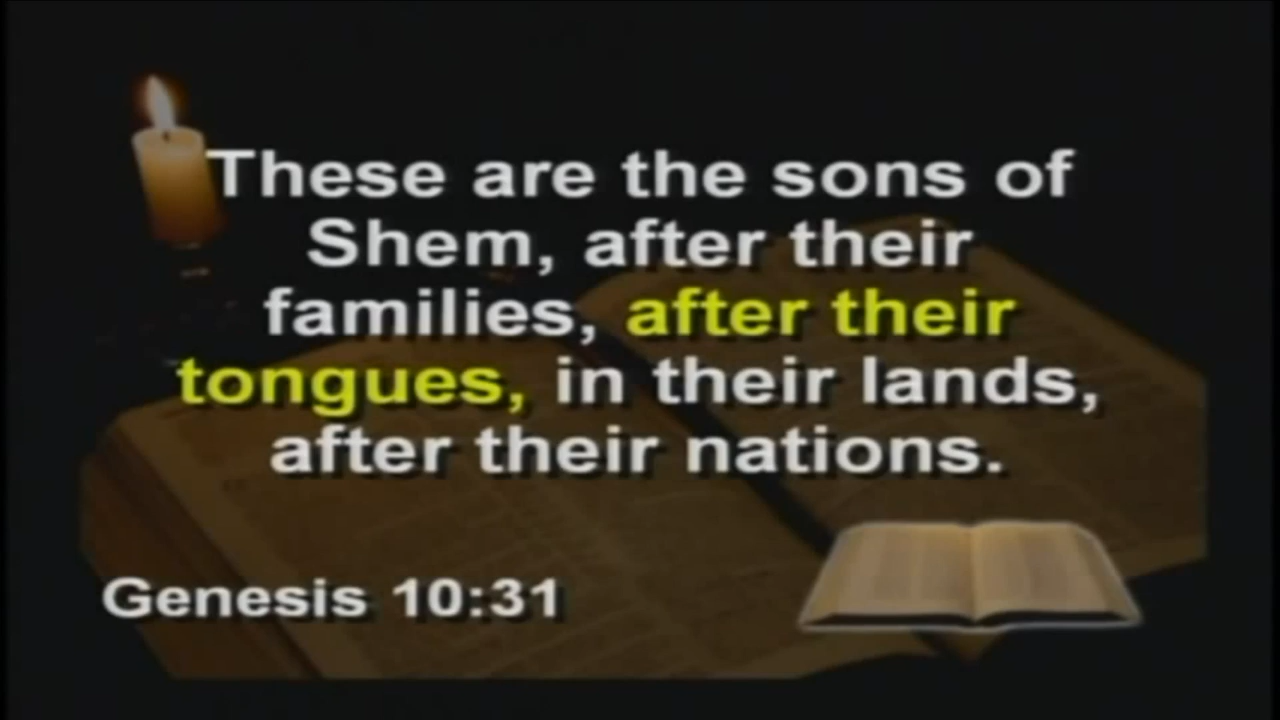 These are the sons of
Shem, after their
families, after their
tongues, in their lands,
after their nations.
Genesis 10:31